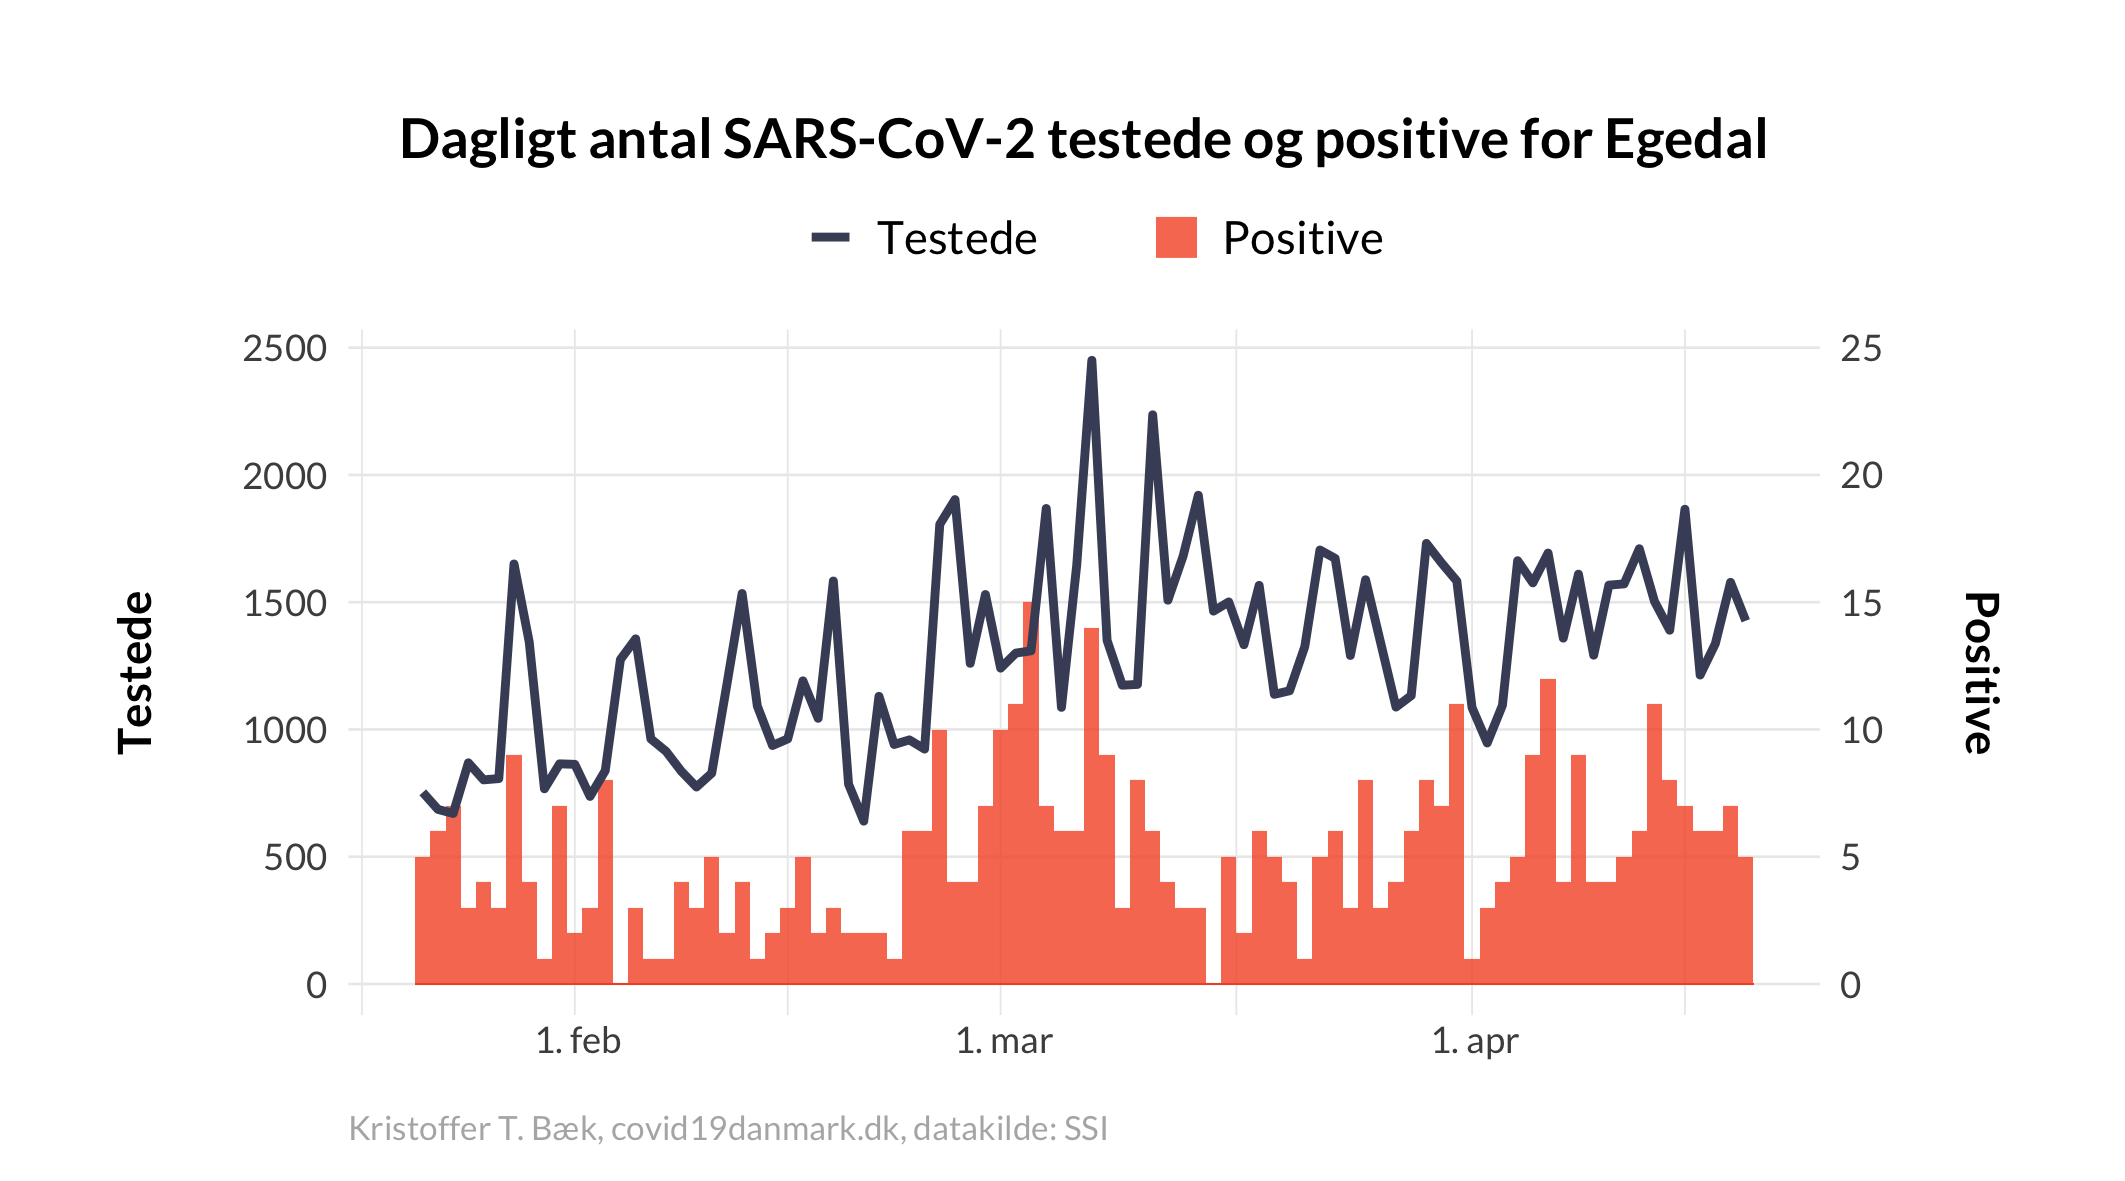 Dagligt antal SARS-CoV-2 testede og positive for Egedal
Testede
Positive
2500
2000
1500
1000
500
0
Testede
25
20
15
10
5
0
Positive
1. feb
1. mar
1. apr
Kristoffer T. Bæk, covid19danmark.dk, datakilde: SSI